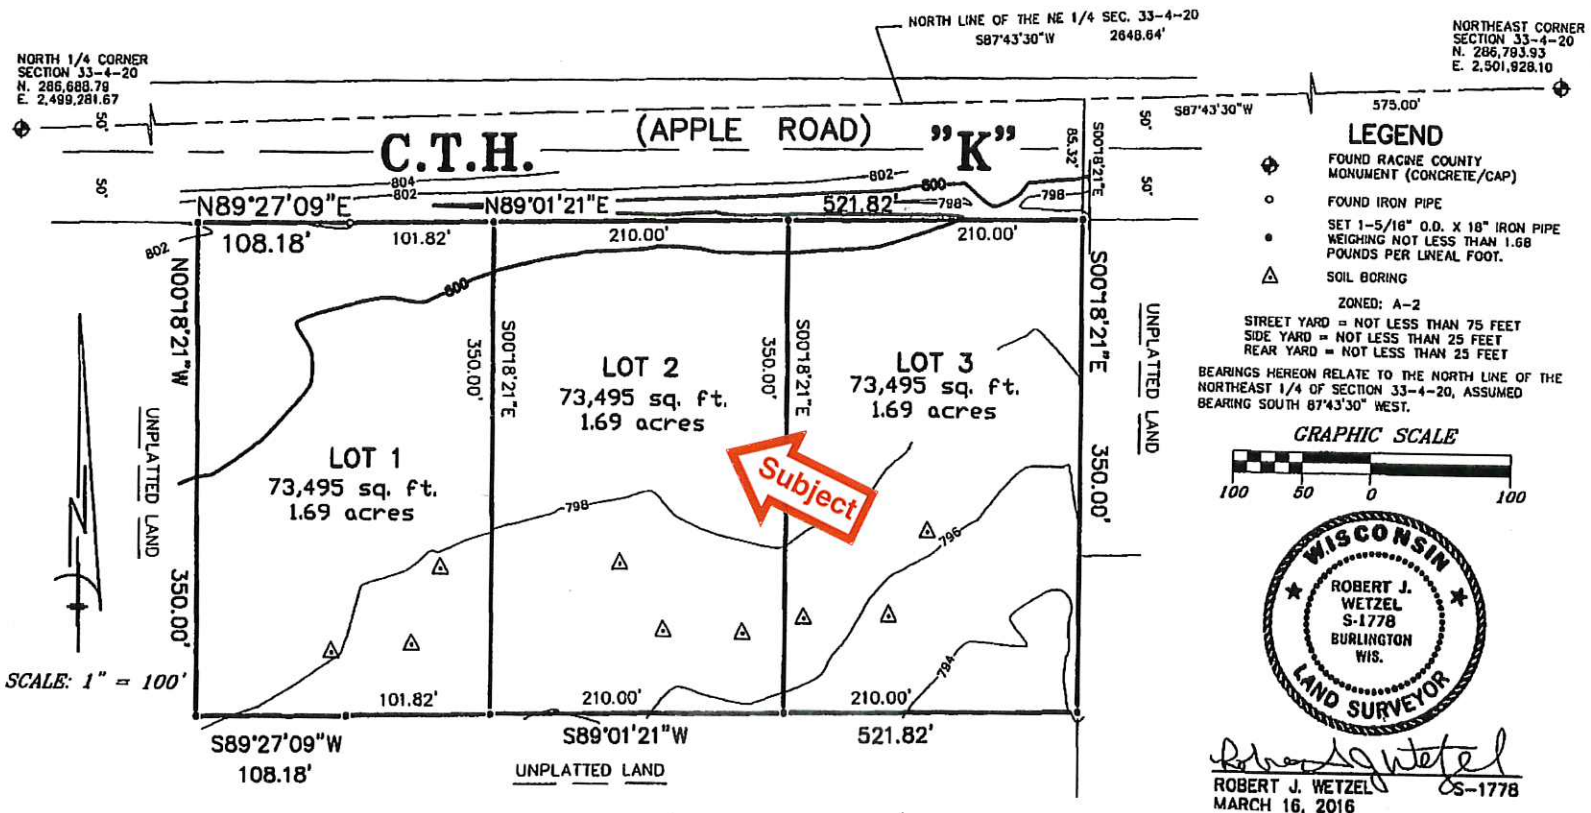 NORTH LINE OF THE NE 1/4 SEC. 33-4-20
S87°43'30"W 2648.64'
NORTH 1/4 CORNER
SECTION 33-4-20
N. 286,688.79
E. 2,499,281.67
NORTHEAST CORNER
SECTION 33-4-20
N. 286,793.93
E. 2,501,928.10
S87°43'30"W 575.00'
50'
50'
C.T.H. (APPLE ROAD) "K"
85.32'
S00°18'21"E
50'
50'
804
802
802
800
798
798
N89°27'09"E N89°01'21"E 521.82'
108.18' 101.82' 210.00' 210.00'
802
N00°18'21"W
350.00'
800
S00°18'21"E
350.00'
S00°18'21"E
350.00'
S00°18'21"E
350.00'
UNPLATTED LAND
UNPLATTED LAND
LOT 1
73,495 sq. ft.
1.69 acres
LOT 2
73,495 sq. ft.
1.69 acres
LOT 3
73,495 sq. ft.
1.69 acres
Subject
798
796
794
N
SCALE: 1" = 100'
101.82' 210.00' 210.00'
S89°27'09"W S89°01'21"W 521.82'
108.18'
UNPLATTED LAND
LEGEND
FOUND RACINE COUNTY
MONUMENT (CONCRETE/CAP)
FOUND IRON PIPE
SET 1-5/16" O.D. X 18" IRON PIPE
WEIGHING NOT LESS THAN 1.68
POUNDS PER LINEAL FOOT.
SOIL BORING
ZONED: A-2
STREET YARD = NOT LESS THAN 75 FEET
SIDE YARD = NOT LESS THAN 25 FEET
REAR YARD = NOT LESS THAN 25 FEET
BEARINGS HEREON RELATE TO THE NORTH LINE OF THE
NORTHEAST 1/4 OF SECTION 33-4-20, ASSUMED
BEARING SOUTH 87°43'30" WEST.
GRAPHIC SCALE
100 50 0 100
WISCONSIN
ROBERT J.
WETZEL
S-1778
BURLINGTON
WIS.
LAND SURVEYOR
Robert J Wetzel
ROBERT J. WETZEL S-1778
MARCH 16, 2016